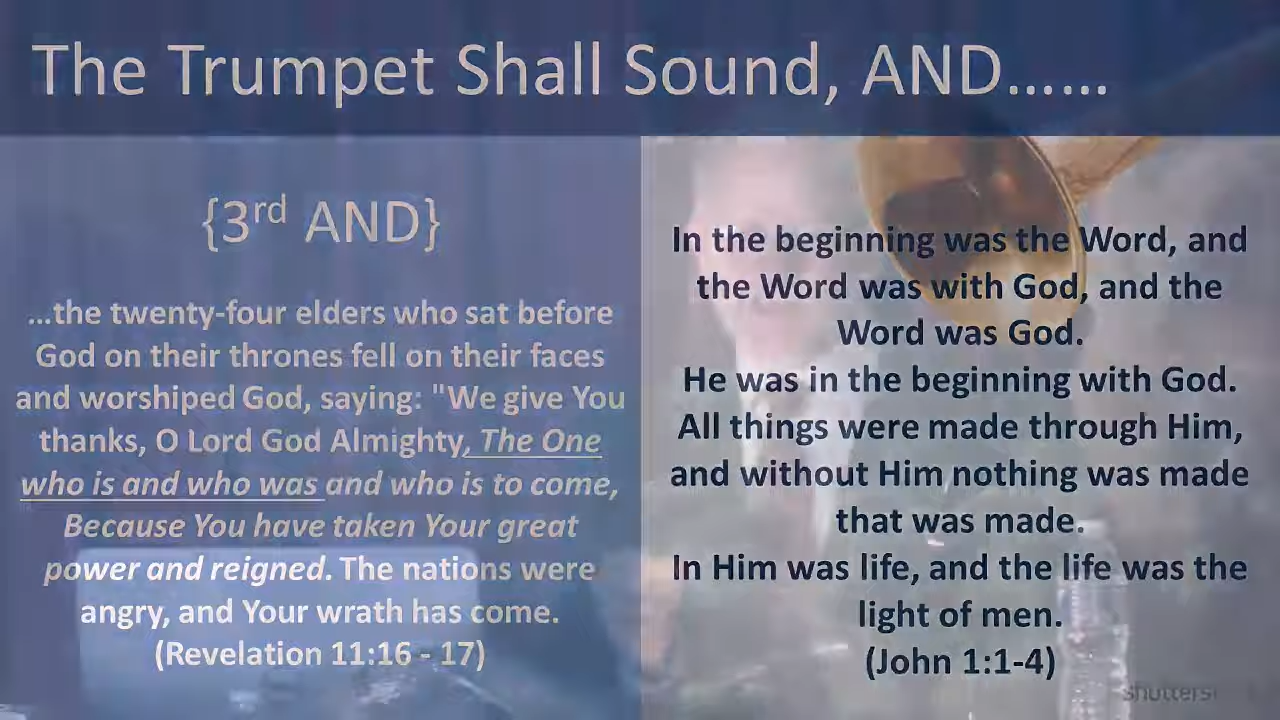 The Trumpet Shall Sound, AND......
{3rd AND}
...the twenty-four elders who sat before
God on their thrones fell on their faces
and worshiped God, saying: "We give You
thanks, O Lord God Almighty, The One
who is and who was and who is to come,
Because You have taken Your great
power and reigned. The nations were
angry, and Your wrath has come.
(Revelation 11:16 - 17)
In the beginning was the Word, and
the Word was with God, and the
Word was God.
He was in the beginning with God.
All things were made through Him,
and without Him nothing was made
that was made.
In Him was life, and the life was the
light of men.
(John 1:1-4)